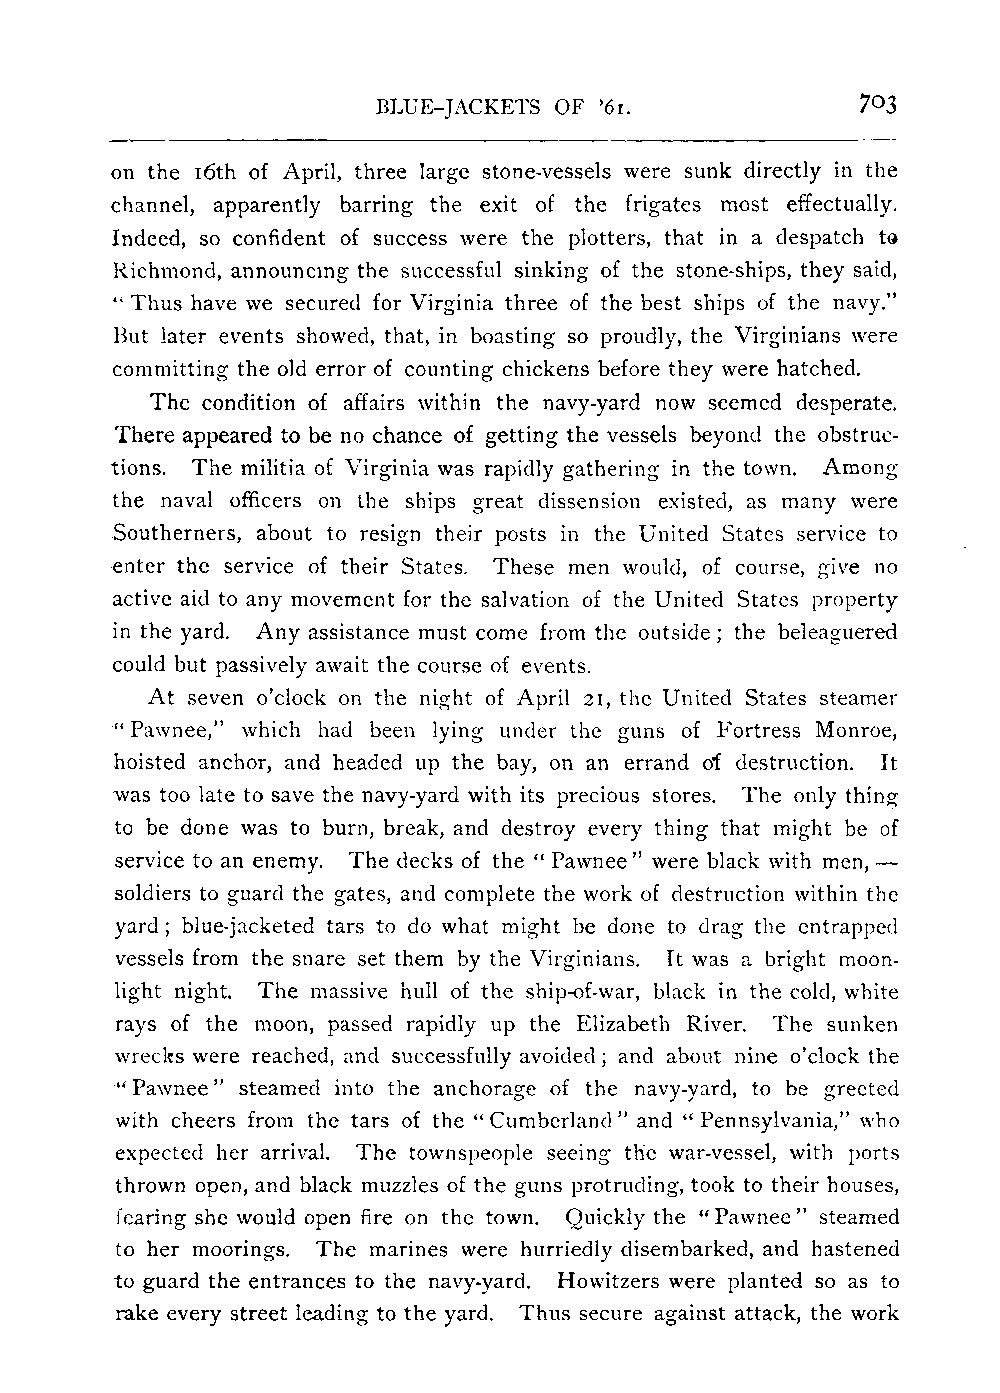 BLUE-JACKETS OF '61. 703
on the 16th of April, three large stone-vessels were sunk directly in the
channel, apparently barring the exit of the frigates most effectually.
Indeed, so confident of success were the plotters, that in a despatch to
Richmond, announcing the successful sinking of the stone-ships, they said,
"Thus have we secured for Virginia three of the best ships of the navy."
But later events showed, that, in boasting so proudly, the Virginians were
committing the old error of counting chickens before they were hatched.
The condition of affairs within the navy-yard now seemed desperate.
There appeared to be no chance of getting the vessels beyond the obstruc-
tions. The militia of Virginia was rapidly gathering in the town. Among
the naval officers on the ships great dissension existed, as many were
Southerners, about to resign their posts in the United States service to
enter the service of their States. These men would, of course, give no
active aid to any movement for the salvation of the United States property
in the yard. Any assistance must come from the outside; the beleaguered
could but passively await the course of events.
At seven o'clock on the night of April 21, the United States steamer
"Pawnee," which had been lying under the guns of Fortress Monroe,
hoisted anchor, and headed up the bay, on an errand of destruction. It
was too late to save the navy-yard with its precious stores. The only thing
to be done was to burn, break, and destroy every thing that might be of
service to an enemy. The decks of the "Pawnee" were black with men,—
soldiers to guard the gates, and complete the work of destruction within the
yard; blue-jacketed tars to do what might be done to drag the entrapped
vessels from the snare set them by the Virginians. It was a bright moon-
light night. The massive hull of the ship-of-war, black in the cold, white
rays of the moon, passed rapidly up the Elizabeth River. The sunken
wrecks were reached, and successfully avoided; and about nine o'clock the
"Pawnee" steamed into the anchorage of the navy-yard, to be greeted
with cheers from the tars of the "Cumberland" and "Pennsylvania," who
expected her arrival. The townspeople seeing the war-vessel, with ports
thrown open, and black muzzles of the guns protruding, took to their houses,
fearing she would open fire on the town. Quickly the "Pawnee" steamed
to her moorings. The marines were hurriedly disembarked, and hastened
to guard the entrances to the navy-yard. Howitzers were planted so as to
rake every street leading to the yard. Thus secure against attack, the work